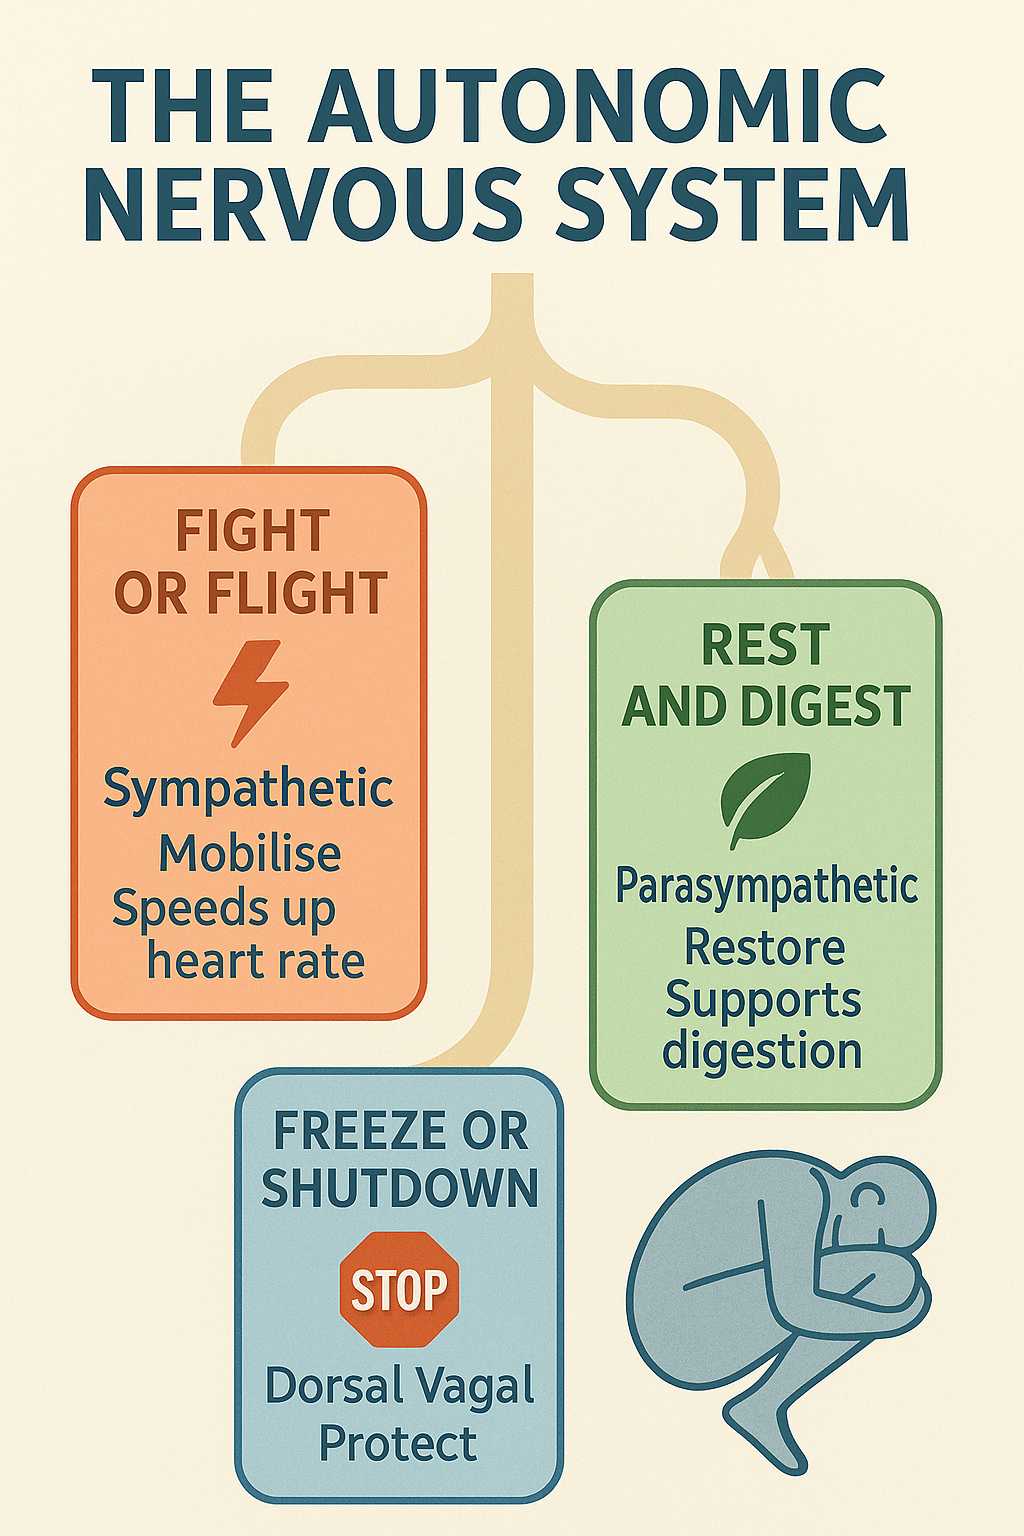 THE AUTONOMIC
NERVOUS SYSTEM
FIGHT
OR FLIGHT
Sympathetic
Mobilise
Speeds up
heart rate
REST
AND DIGEST
Parasympathetic
Restore
Supports
digestion
FREEZE OR
SHUTDOWN
STOP
Dorsal Vagal
Protect